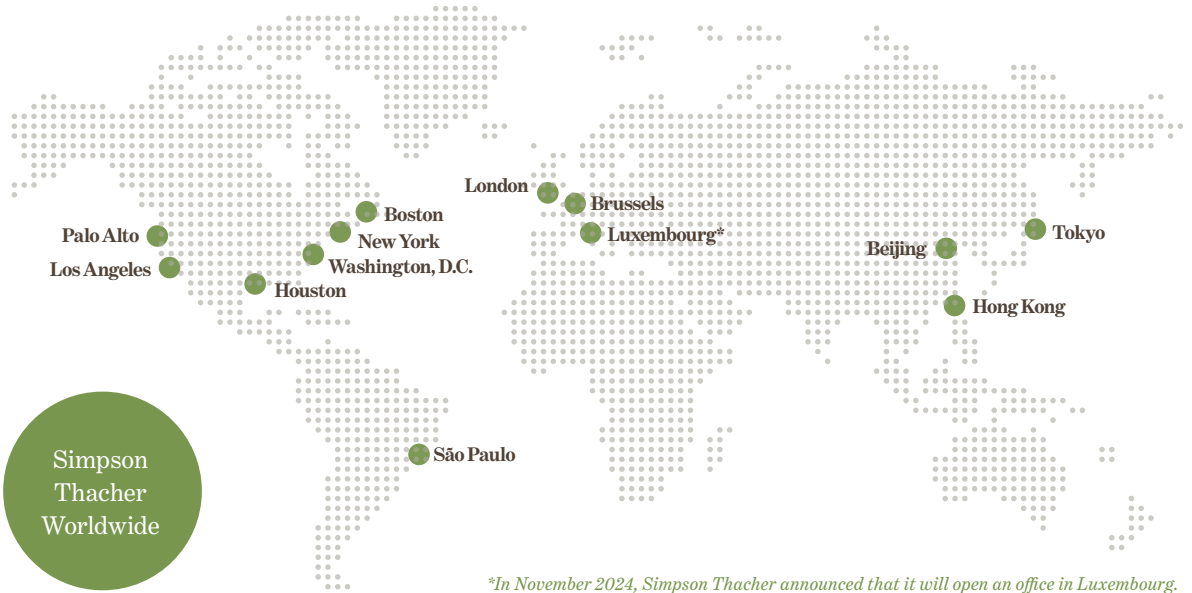 London
Brussels
Boston
Palo Alto
New York
Luxembourg*
Tokyo
Beijing
Los Angeles
Washington, D.C.
Houston
Hong Kong
São Paulo
Simpson
Thacher
Worldwide
*In November 2024, Simpson Thacher announced that it will open an office in Luxembourg.